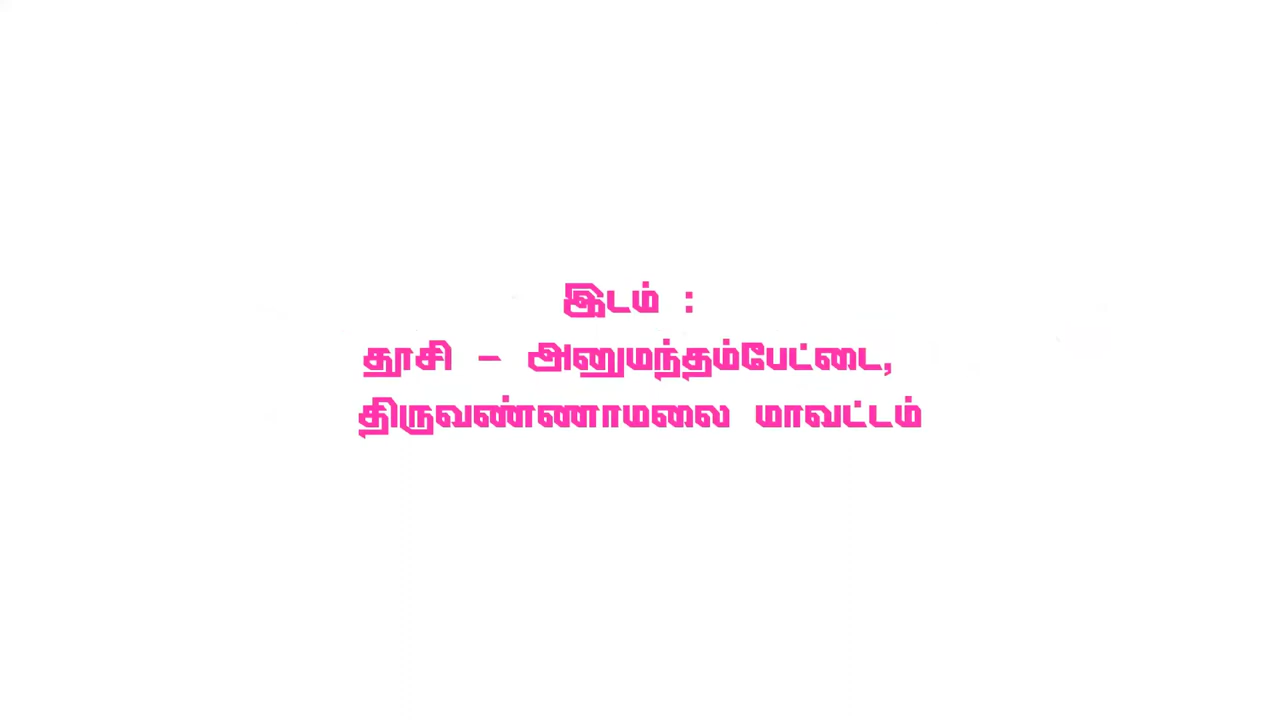 இடம் :
தூசி - அனுமந்தம்பேட்டை,
திருவண்ணாமலை மாவட்டம்